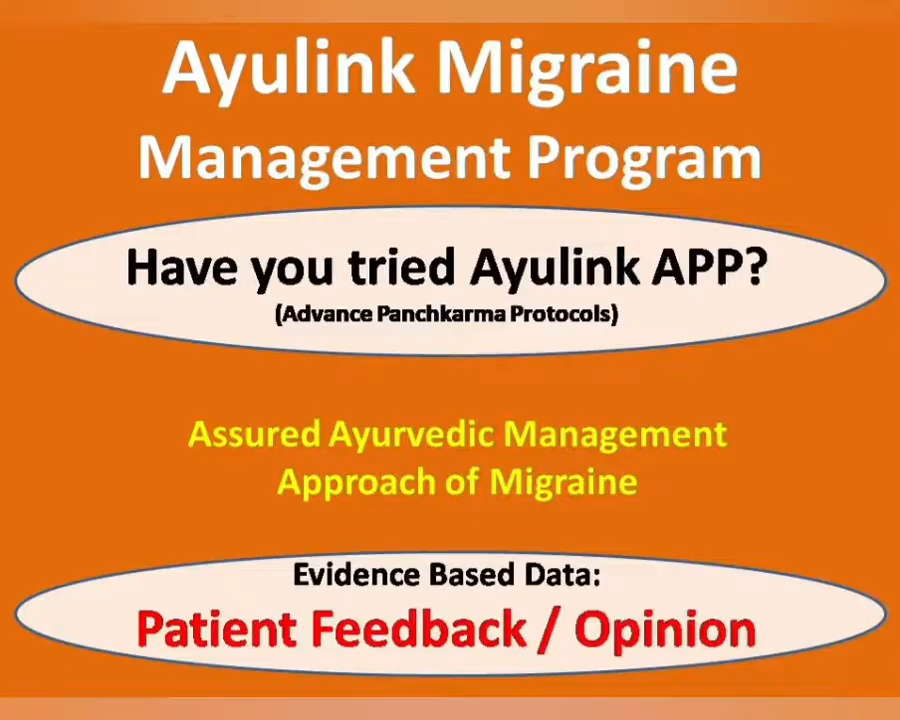 Ayulink Migraine
Management Program
Have you tried Ayulink APP?
(Advance Panchkarma Protocols)
Assured Ayurvedic Management
Approach of Migraine
Evidence Based Data:
Patient Feedback / Opinion